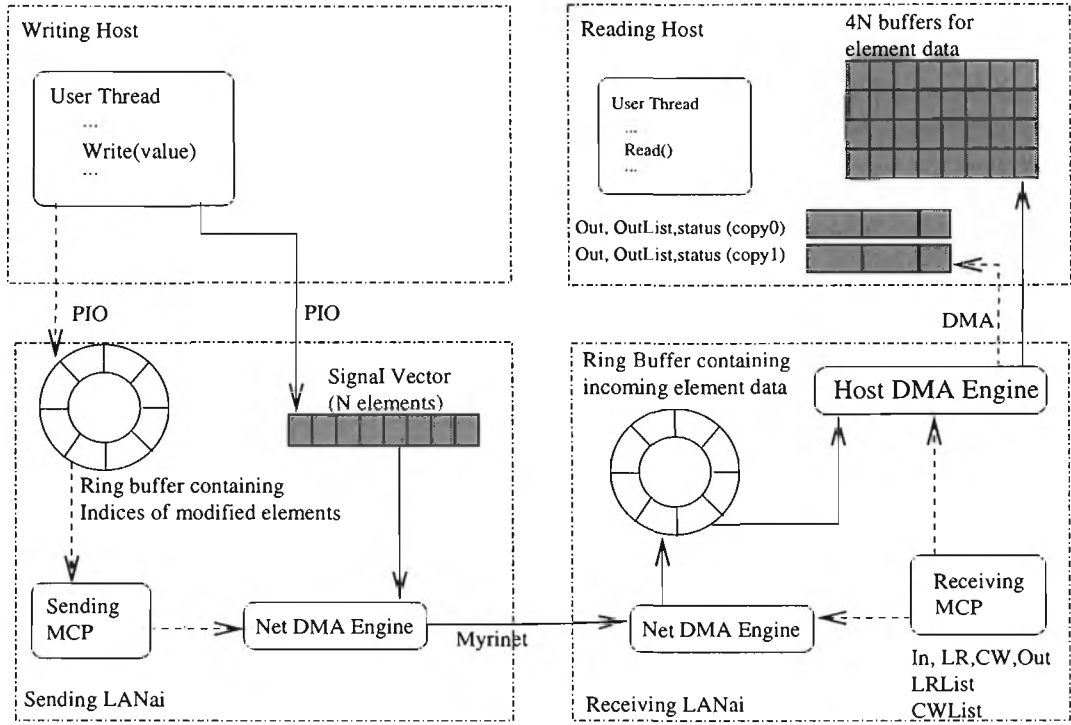 Writing Host
User Thread
...
Write(value)
...
PIO
PIO
Signal Vector
(N elements)
Ring buffer containing
Indices of modified elements
Sending
MCP
Net DMA Engine
Sending LANai
Myrinet
Reading Host
4N buffers for
element data
User Thread
...
Read()
...
Out, OutList,status (copy0)
Out, OutList,status (copy1)
DMA
Ring Buffer containing
incoming element data
Host DMA Engine
Net DMA Engine
Receiving
MCP
In, LR,CW,Out
LRList
CWList
Receiving LANai